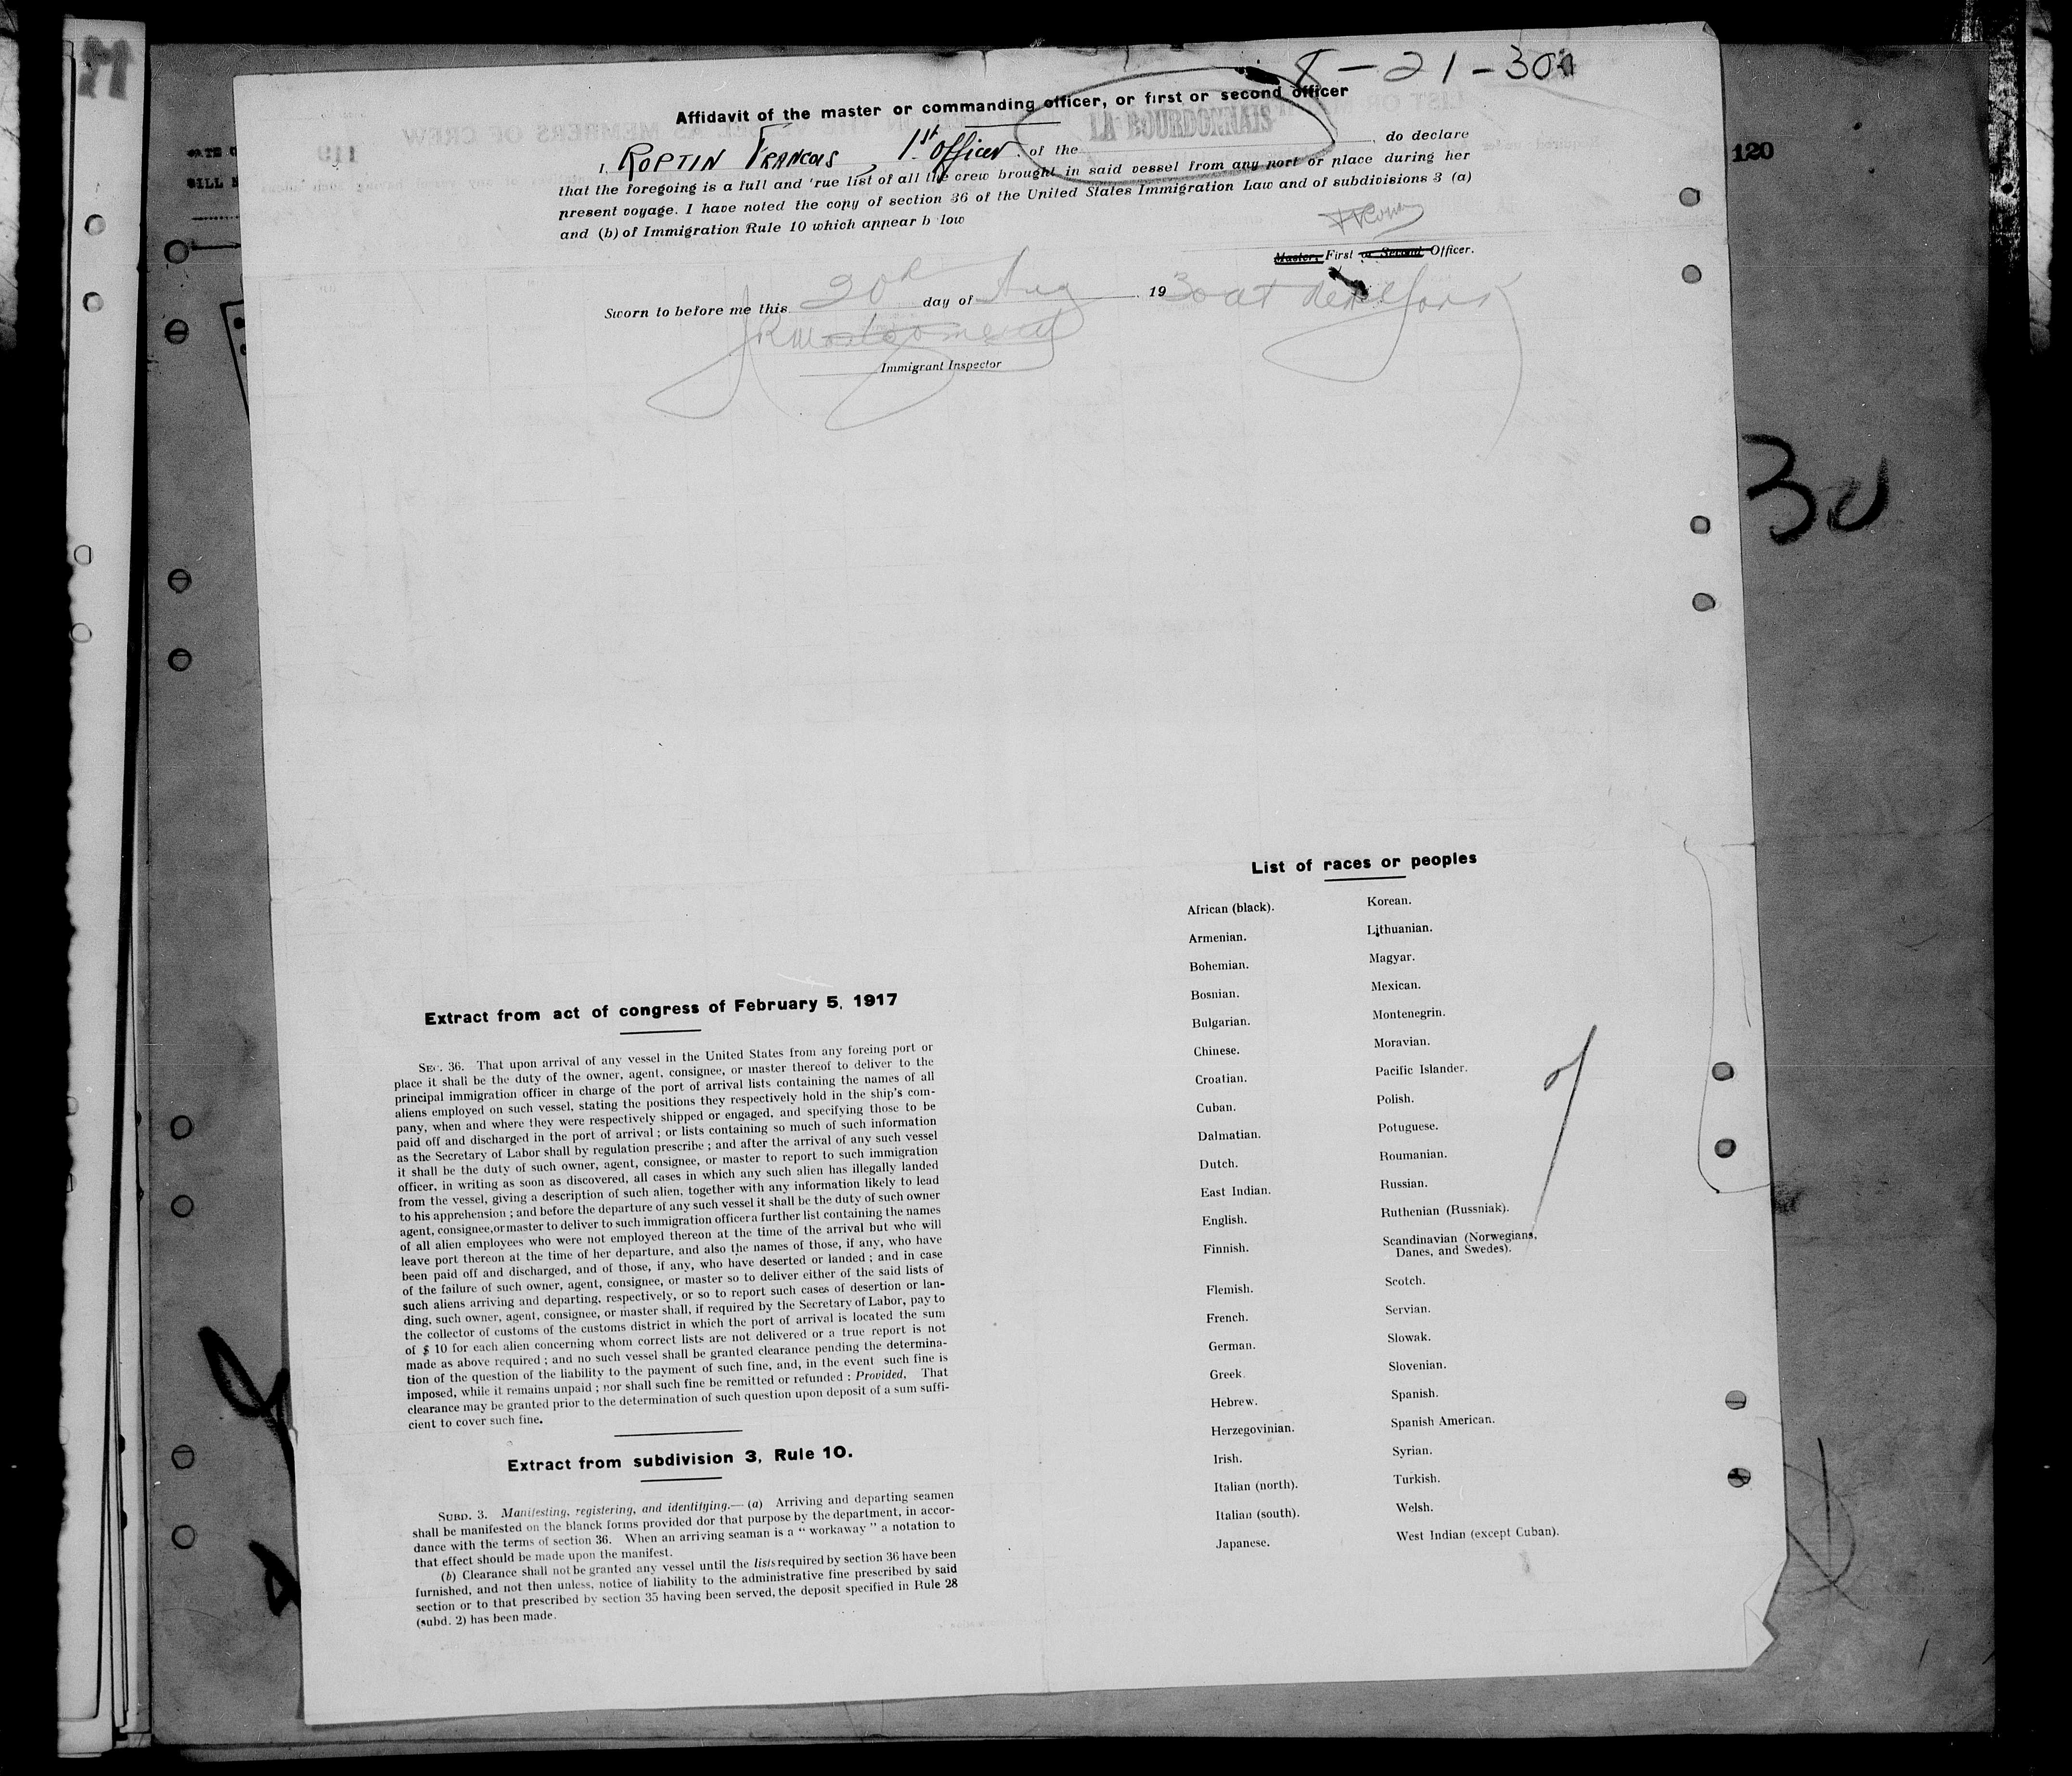 8-21-30
Affidavit of the master or commanding officer, or first or second officer
LA BOURDONNAIS
I, ROPTIN FRANCOIS, 1st Officer, of the , do declare
that the foregoing is a full and rue list of all the crew brought in said vessel from any port or place during her
present voyage. I have noted the copy of section 36 of the United States Immigration Law and of subdivisions 3 (a)
and (b) of Immigration Rule 10 which appear b low
Master, First or Second Officer.
Sworn to before me this 20th day of Aug 1930 at New York
Immigrant Inspector
120
30
List of races or peoples
African (black). Korean.
Armenian. Lithuanian.
Bohemian. Magyar.
Bosnian. Mexican.
Bulgarian. Montenegrin.
Chinese. Moravian.
Croatian. Pacific Islander.
Cuban. Polish.
Dalmatian. Potuguese.
Dutch. Roumanian.
East Indian. Russian.
English. Ruthenian (Russniak).
Finnish. Scandinavian (Norwegians,
Danes, and Swedes).
Flemish. Scotch.
French. Servian.
German. Slowak.
Greek. Slovenian.
Hebrew. Spanish.
Herzegovinian. Spanish American.
Irish. Syrian.
Italian (north). Turkish.
Italian (south). Welsh.
Japanese. West Indian (except Cuban).
Extract from act of congress of February 5, 1917
SEC. 36. That upon arrival of any vessel in the United States from any foreing port or
place it shall be the duty of the owner, agent, consignee, or master thereof to deliver to the
principal immigration officer in charge of the port of arrival lists containing the names of all
aliens employed on such vessel, stating the positions they respectively hold in the ship's com-
pany, when and where they were respectively shipped or engaged, and specifying those to be
paid off and discharged in the port of arrival ; or lists containing so much of such information
as the Secretary of Labor shall by regulation prescribe ; and after the arrival of any such vessel
it shall be the duty of such owner, agent, consignee, or master to report to such immigration
officer, in writing as soon as discovered, all cases in which any such alien has illegally landed
from the vessel, giving a description of such alien, together with any information likely to lead
to his apprehension ; and before the departure of any such vessel it shall be the duty of such owner
agent, consignee, or master to deliver to such immigration officer a further list containing the names
of all alien employees who were not employed thereon at the time of the arrival but who will
leave port thereon at the time of her departure, and also the names of those, if any, who have
been paid off and discharged, and of those, if any, who have deserted or landed ; and in case
of the failure of such owner, agent, consignee, or master so to deliver either of the said lists of
such aliens arriving and departing, respectively, or so to report such cases of desertion or lan-
ding, such owner, agent, consignee, or master shall, if required by the Secretary of Labor, pay to
the collector of customs of the customs district in which the port of arrival is located the sum
of $ 10 for each alien concerning whom correct lists are not delivered or a true report is not
made as above required ; and no such vessel shall be granted clearance pending the determina-
tion of the question of the liability to the payment of such fine, and, in the event such fine is
imposed, while it remains unpaid ; nor shall such fine be remitted or refunded : Provided, That
clearance may be granted prior to the determination of such question upon deposit of a sum suffi-
cient to cover such fine.
Extract from subdivision 3, Rule 10.
SUBD. 3. Manifesting, registering, and identifying.— (a) Arriving and departing seamen
shall be manifested on the blanck forms provided dor that purpose by the department, in accor-
dance with the terms of section 36. When an arriving seaman is a " workaway " a notation to
that effect should be made upon the manifest.
(b) Clearance shall not be granted any vessel until the lists required by section 36 have been
furnished, and not then unless, notice of liability to the administrative fine prescribed by said
section or to that prescribed by section 35 having been served, the deposit specified in Rule 28
(subd. 2) has been made.